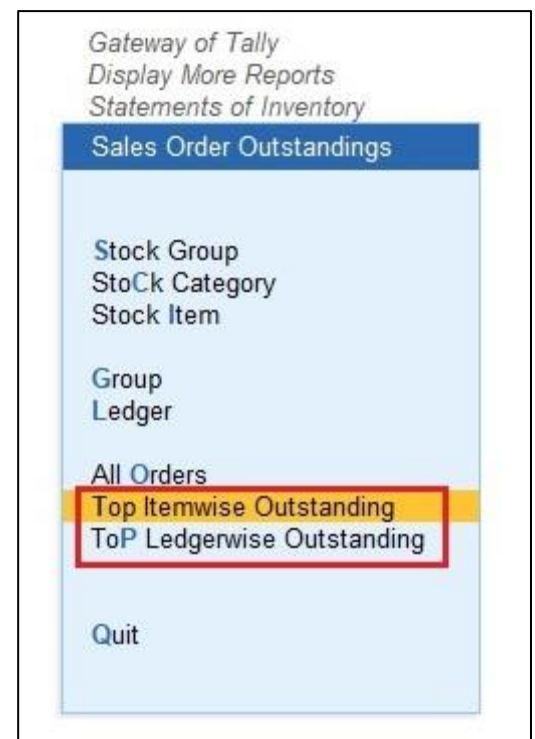 Gateway of Tally
Display More Reports
Statements of Inventory
Sales Order Outstandings
Stock Group
StoCk Category
Stock Item
Group
Ledger
All Orders
Top Itemwise Outstanding
ToP Ledgerwise Outstanding
Quit